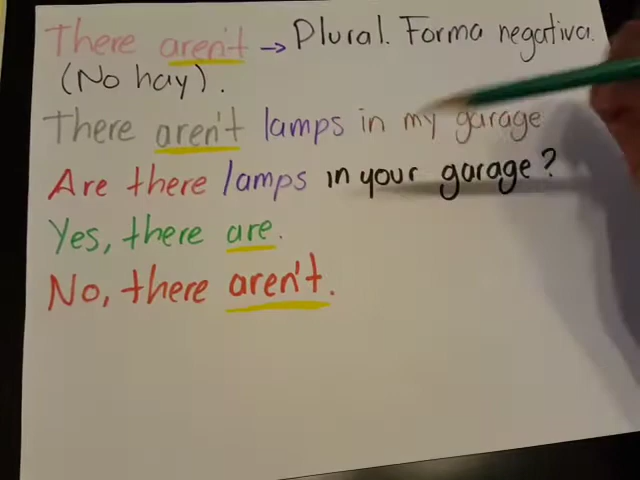 There aren't → Plural. Forma negativa.
(No hay).
There aren't lamps in my garage
Are there lamps in your garage?
Yes, there are.
No, there aren't.